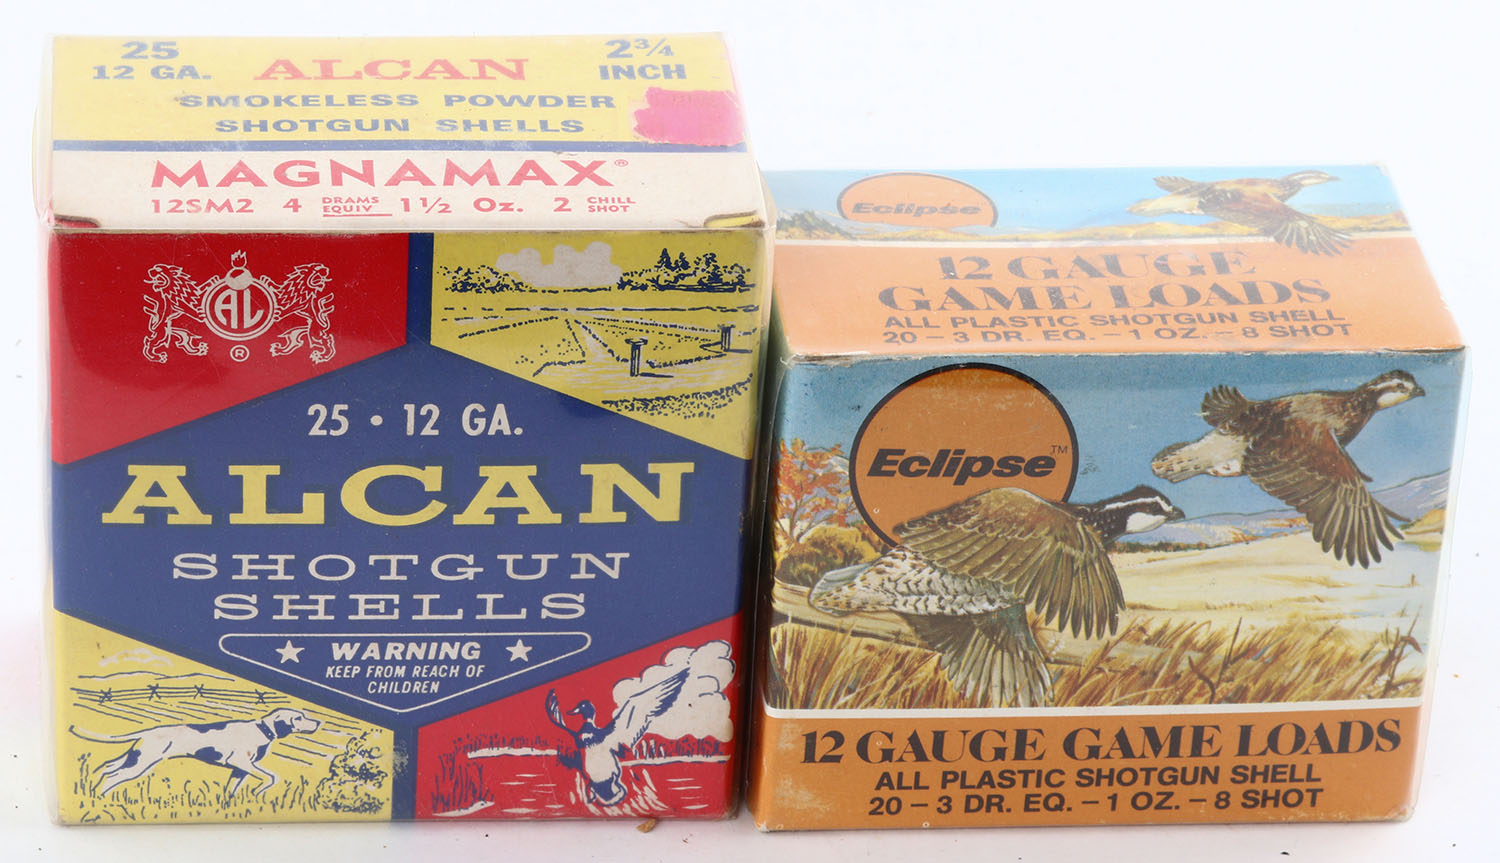 25
12 GA.
ALCAN
2¾
INCH
SMOKELESS POWDER
SHOTGUN SHELLS
MAGNAMAX®
12SM2 4 DRAMS EQUIV 1½ Oz. 2 CHILL SHOT
AL
®
25 • 12 GA.
ALCAN
SHOTGUN
SHELLS
★ WARNING ★
KEEP FROM REACH OF
CHILDREN
Eclipse
12 GAUGE
GAME LOADS
ALL PLASTIC SHOTGUN SHELL
20 – 3 DR. EQ. – 1 OZ. – 8 SHOT
Eclipse™
12 GAUGE GAME LOADS
ALL PLASTIC SHOTGUN SHELL
20 – 3 DR. EQ. – 1 OZ. – 8 SHOT